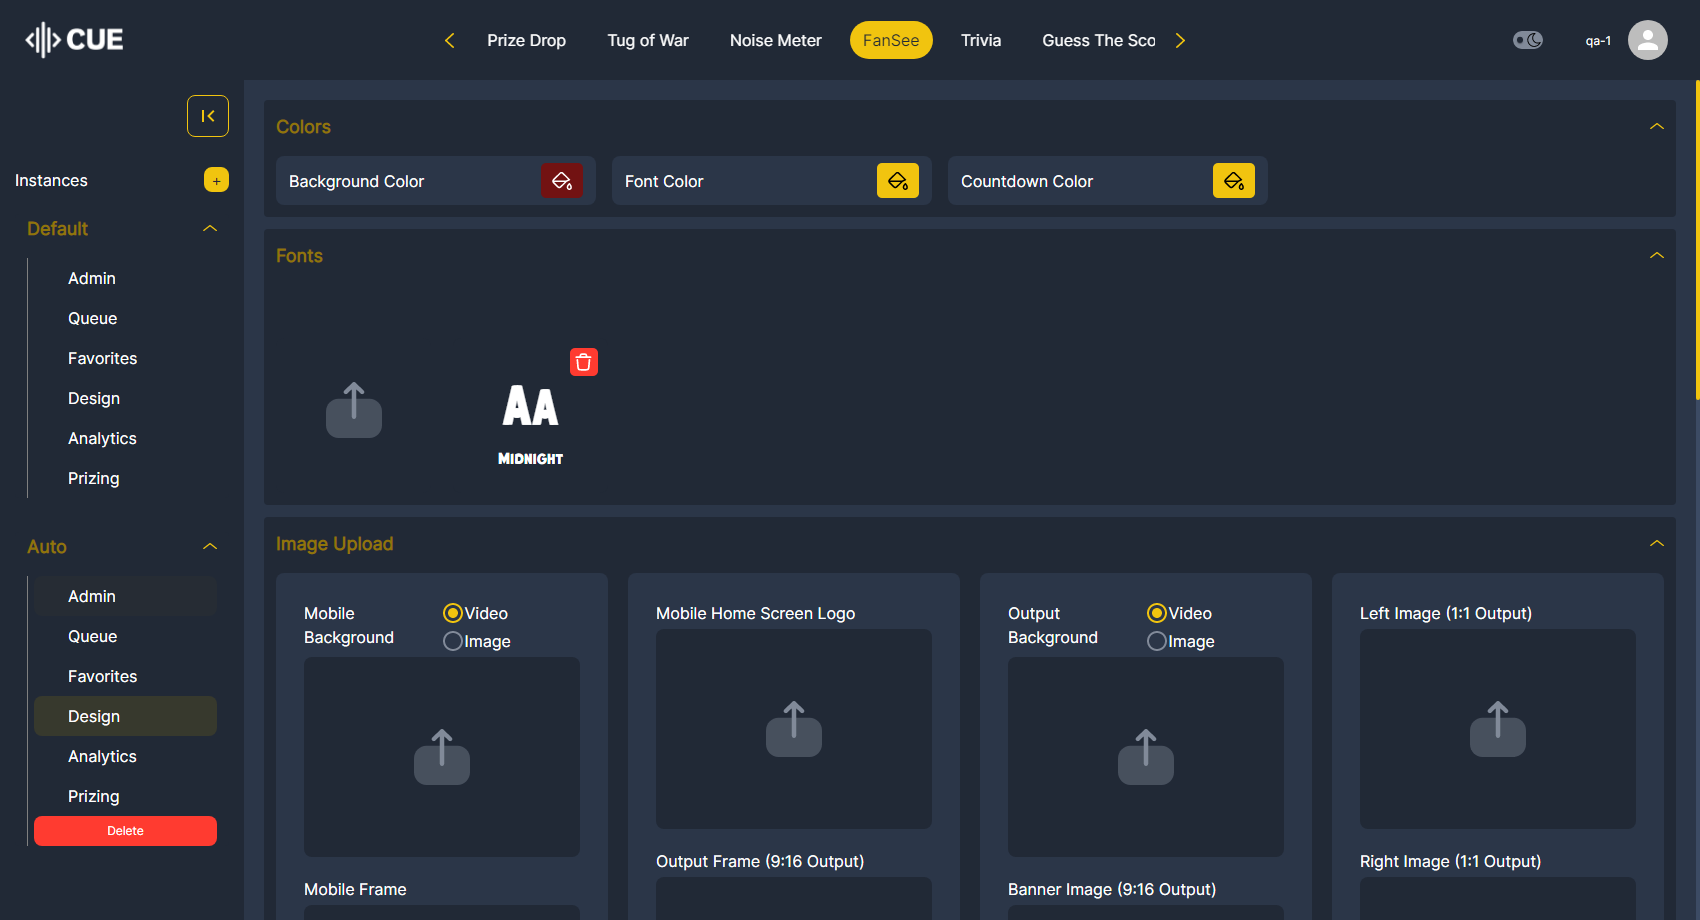 CUE
Prize Drop
Tug of War
Noise Meter
FanSee
Trivia
Guess The Sco
qa-1
Instances
+
Default
Admin
Queue
Favorites
Design
Analytics
Prizing
Auto
Admin
Queue
Favorites
Design
Analytics
Prizing
Delete
Colors
Background Color
Font Color
Countdown Color
Fonts
AA
MIDNIGHT
Image Upload
Mobile
Background
Video
Image
Mobile Home Screen Logo
Output
Background
Video
Image
Left Image (1:1 Output)
Mobile Frame
Output Frame (9:16 Output)
Banner Image (9:16 Output)
Right Image (1:1 Output)